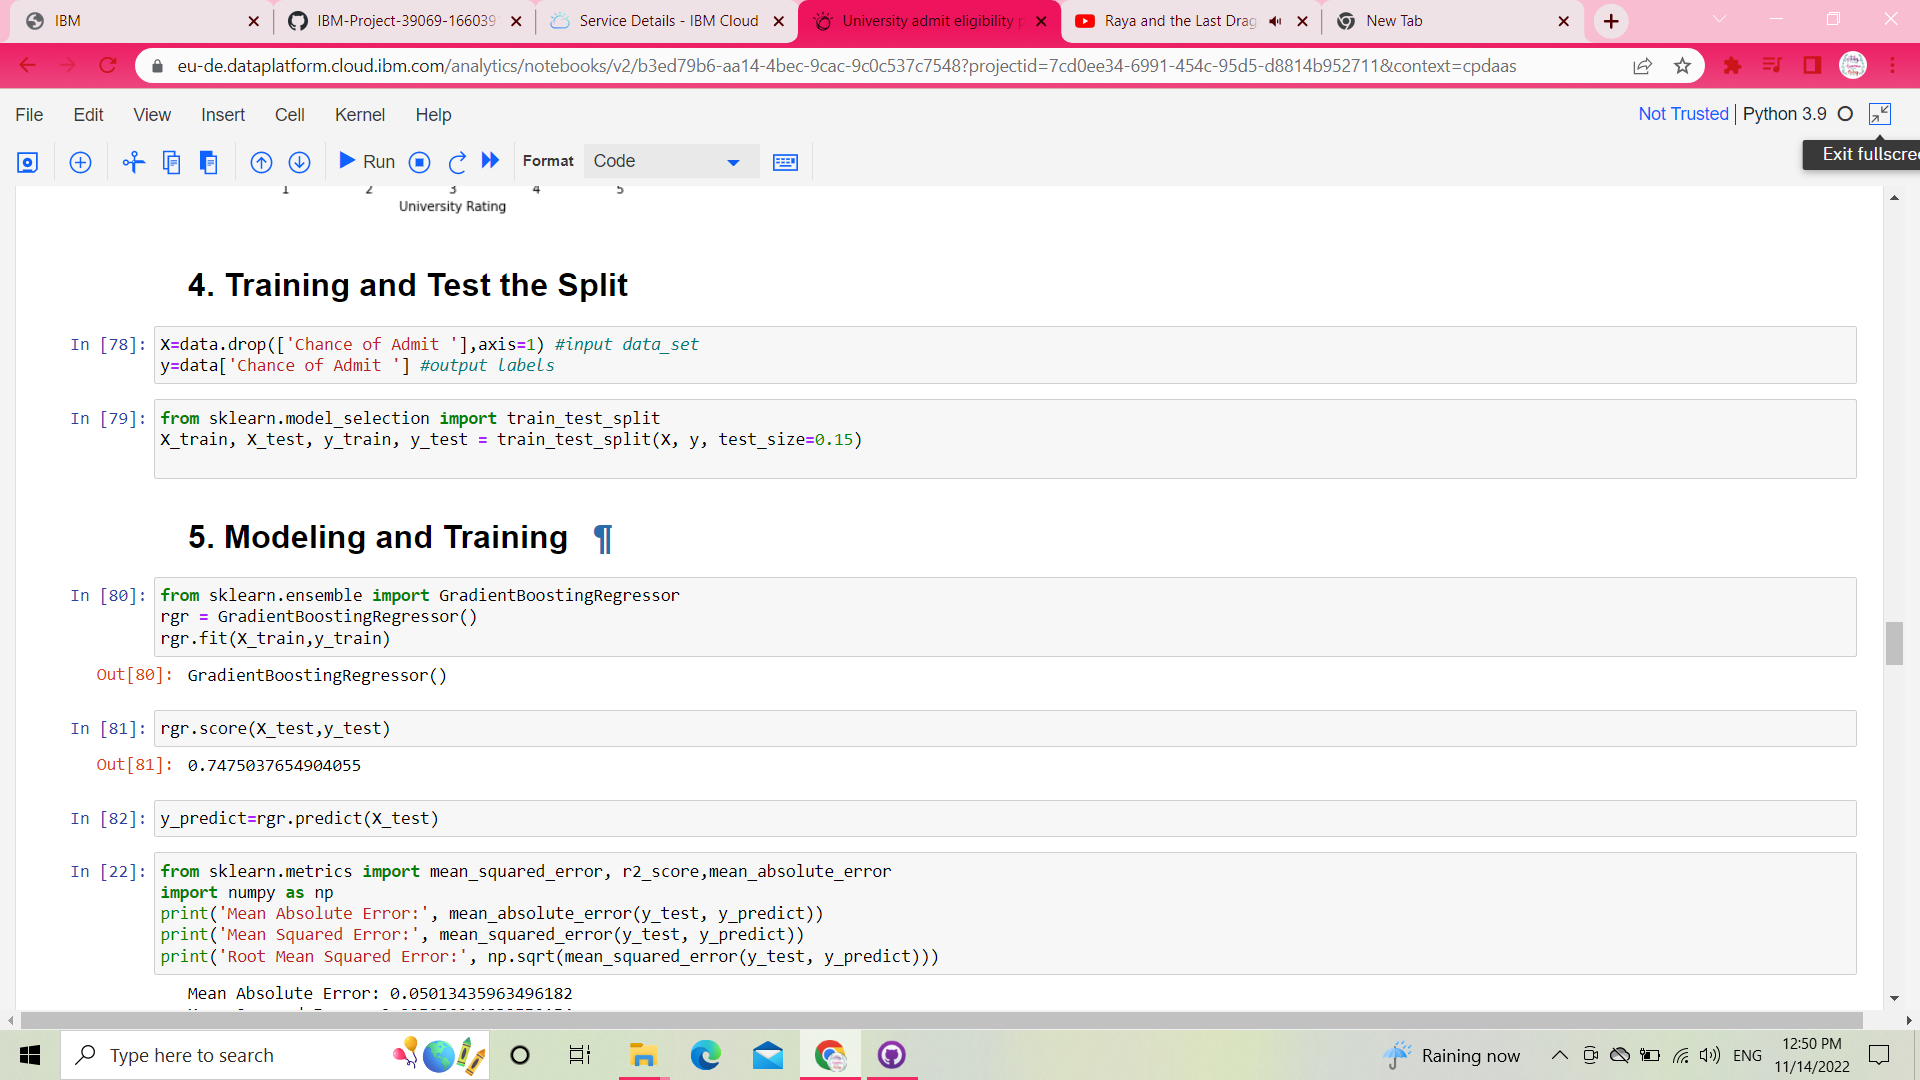 IBM
IBM-Project-39069-166039
Service Details - IBM Cloud
University admit eligibility p
Raya and the Last Drag
New Tab
eu-de.dataplatform.cloud.ibm.com/analytics/notebooks/v2/b3ed79b6-aa14-4bec-9cac-9c0c537c7548?projectid=7cd0ee34-6991-454c-95d5-d8814b952711&context=cpdaas
File Edit View Insert Cell Kernel Help
Not Trusted | Python 3.9
Run Format Code
Exit fullscree
1 2 3 4 5
University Rating
4. Training and Test the Split
In [78]: X=data.drop(['Chance of Admit '],axis=1) #input data_set
y=data['Chance of Admit '] #output labels
In [79]: from sklearn.model_selection import train_test_split
X_train, X_test, y_train, y_test = train_test_split(X, y, test_size=0.15)
5. Modeling and Training ¶
In [80]: from sklearn.ensemble import GradientBoostingRegressor
rgr = GradientBoostingRegressor()
rgr.fit(X_train,y_train)
Out[80]: GradientBoostingRegressor()
In [81]: rgr.score(X_test,y_test)
Out[81]: 0.7475037654904055
In [82]: y_predict=rgr.predict(X_test)
In [22]: from sklearn.metrics import mean_squared_error, r2_score,mean_absolute_error
import numpy as np
print('Mean Absolute Error:', mean_absolute_error(y_test, y_predict))
print('Mean Squared Error:', mean_squared_error(y_test, y_predict))
print('Root Mean Squared Error:', np.sqrt(mean_squared_error(y_test, y_predict)))
Mean Absolute Error: 0.05013435963496182
Type here to search
Raining now
ENG
12:50 PM
11/14/2022